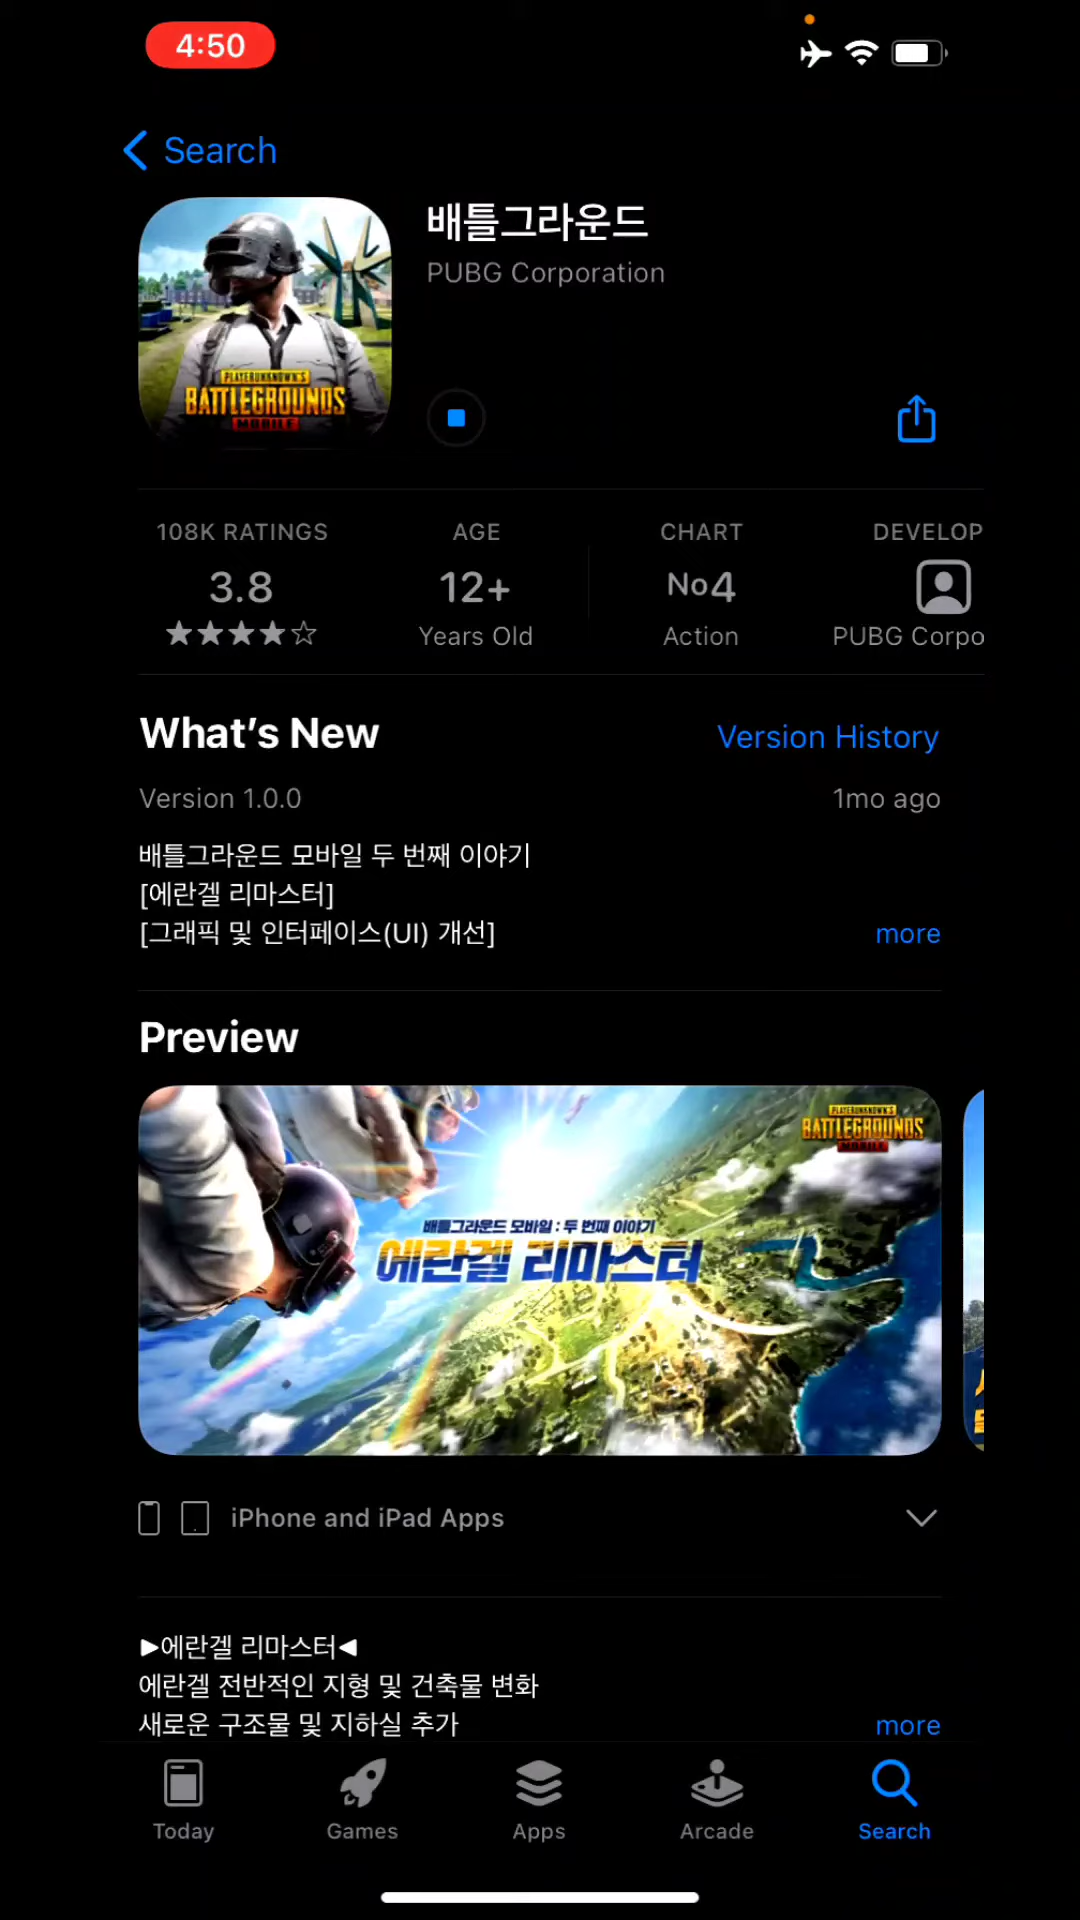 4:50
Search
배틀그라운드
PUBG Corporation
PLAYERUNKNOWN'S
BATTLEGROUNDS
MOBILE
108K RATINGS
AGE
CHART
DEVELOP
3.8
12+
No4
Years Old
Action
PUBG Corpo
What's New
Version History
Version 1.0.0
1mo ago
배틀그라운드 모바일 두 번째 이야기
[에란겔 리마스터]
[그래픽 및 인터페이스(UI) 개선]
more
Preview
PLAYERUNKNOWN'S
BATTLEGROUNDS
MOBILE
배틀그라운드 모바일 : 두 번째 이야기
에란겔 리마스터
iPhone and iPad Apps
▶에란겔 리마스터◀
에란겔 전반적인 지형 및 건축물 변화
새로운 구조물 및 지하실 추가
more
Today
Games
Apps
Arcade
Search